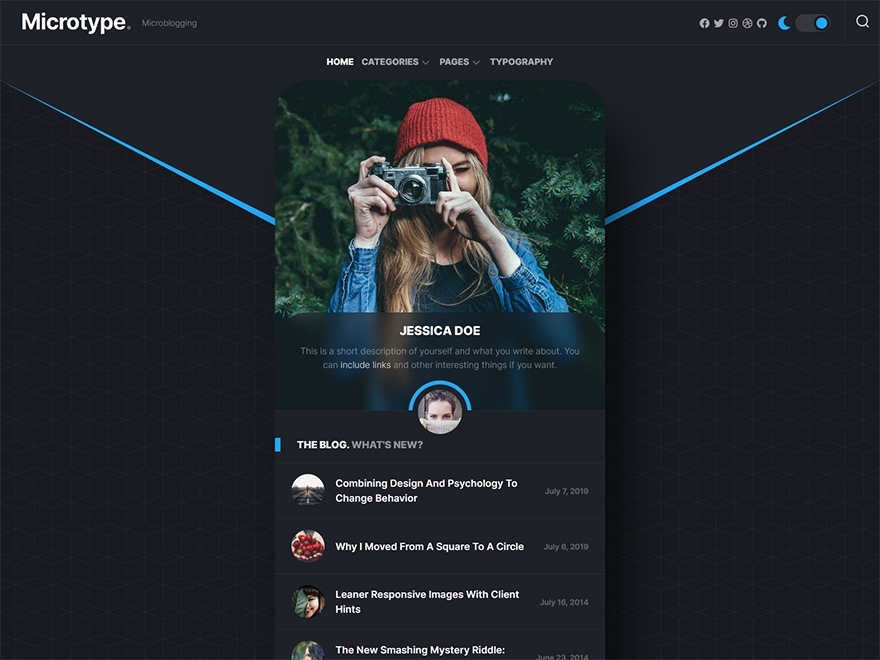 Microtype.
Microblogging
HOME CATEGORIES PAGES TYPOGRAPHY
JESSICA DOE
This is a short description of yourself and what you write about. You
can include links and other interesting things if you want.
THE BLOG. WHAT'S NEW?
Combining Design And Psychology To
Change Behavior
July 7, 2019
Why I Moved From A Square To A Circle
July 6, 2019
Leaner Responsive Images With Client
Hints
July 16, 2014
The New Smashing Mystery Riddle:
June 23, 2014